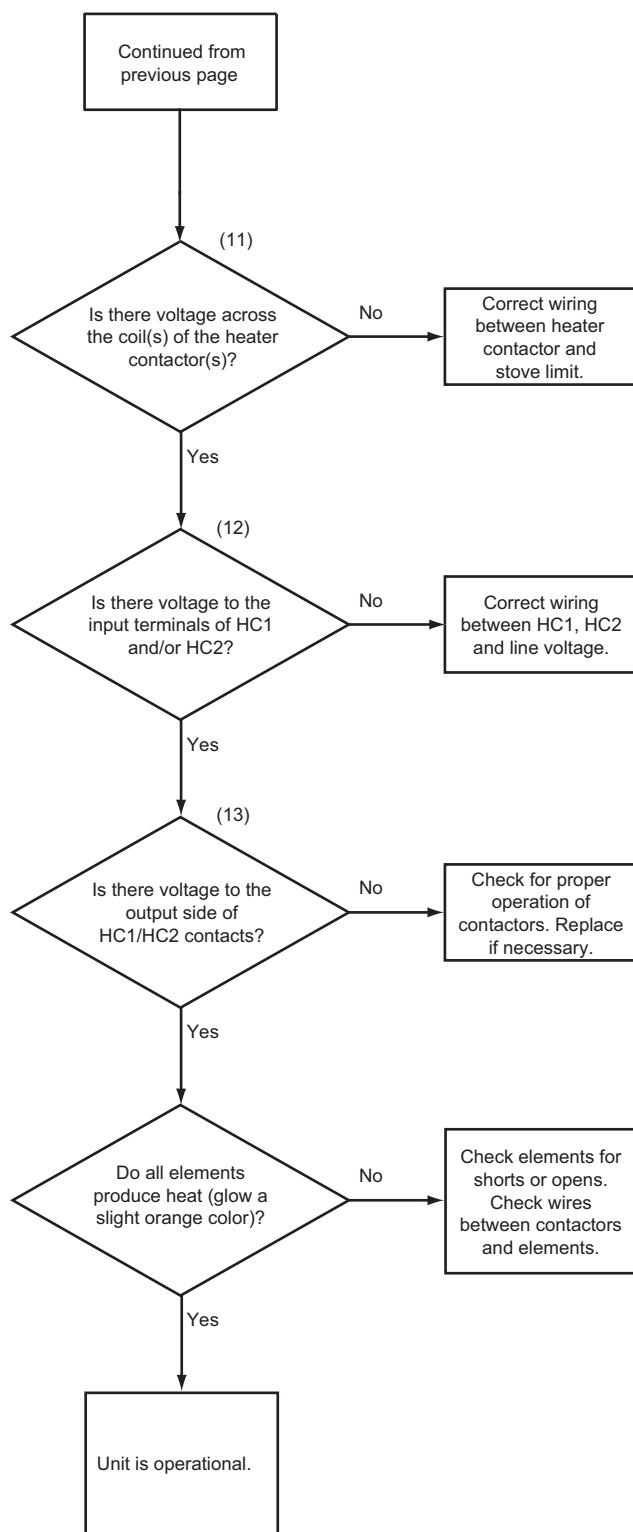 Continued from
previous page
(11)
Is there voltage across
the coil(s) of the heater
contactor(s)?
No
Correct wiring
between heater
contactor and
stove limit.
Yes
(12)
Is there voltage to the
input terminals of HC1
and/or HC2?
No
Correct wiring
between HC1, HC2
and line voltage.
Yes
(13)
Is there voltage to the
output side of
HC1/HC2 contacts?
No
Check for proper
operation of
contactors. Replace
if necessary.
Yes
Do all elements
produce heat (glow a
slight orange color)?
No
Check elements for
shorts or opens.
Check wires
between contactors
and elements.
Yes
Unit is operational.